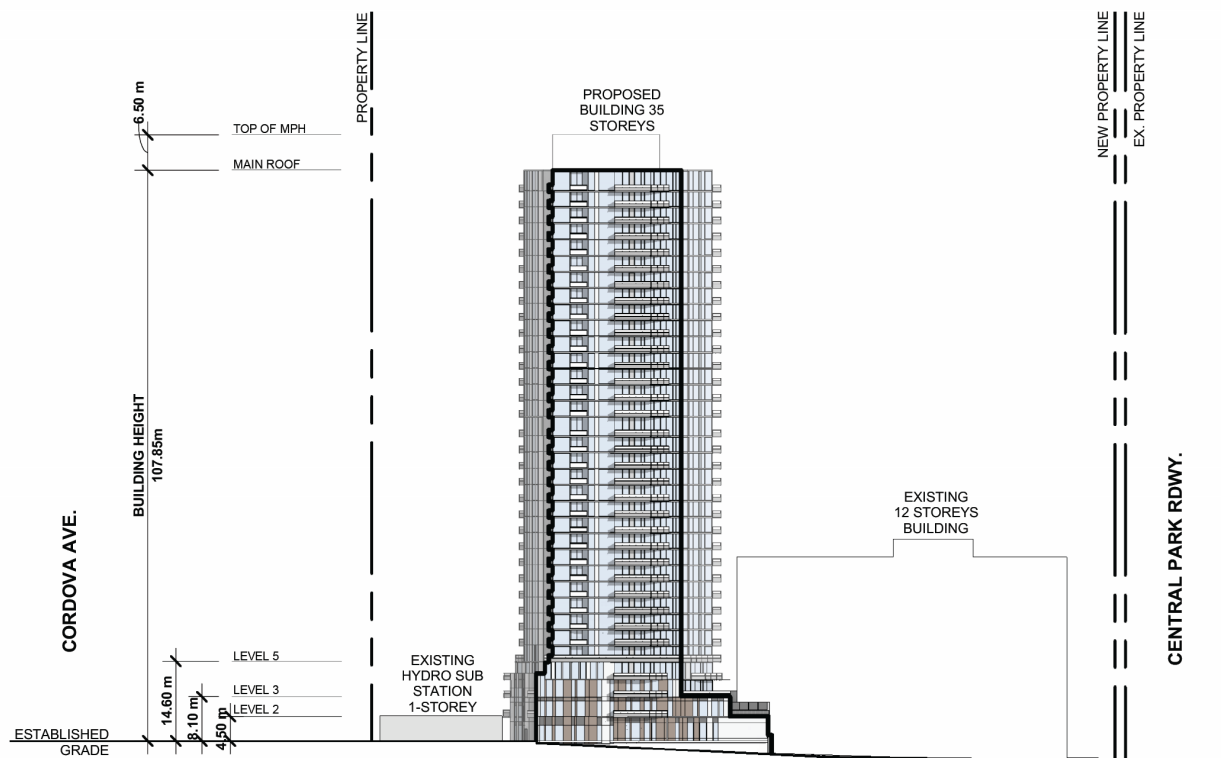 PROPERTY LINE
NEW PROPERTY LINE
EX. PROPERTY LINE
6.50 m
PROPOSED
BUILDING 35
STOREYS
TOP OF MPH
MAIN ROOF
BUILDING HEIGHT
107.85m
CORDOVA AVE.
EXISTING
12 STOREYS
BUILDING
CENTRAL PARK RDWY.
LEVEL 5
EXISTING
HYDRO SUB
STATION
1-STOREY
LEVEL 3
LEVEL 2
14.60 m
8.10 m
4.50 m
ESTABLISHED
GRADE